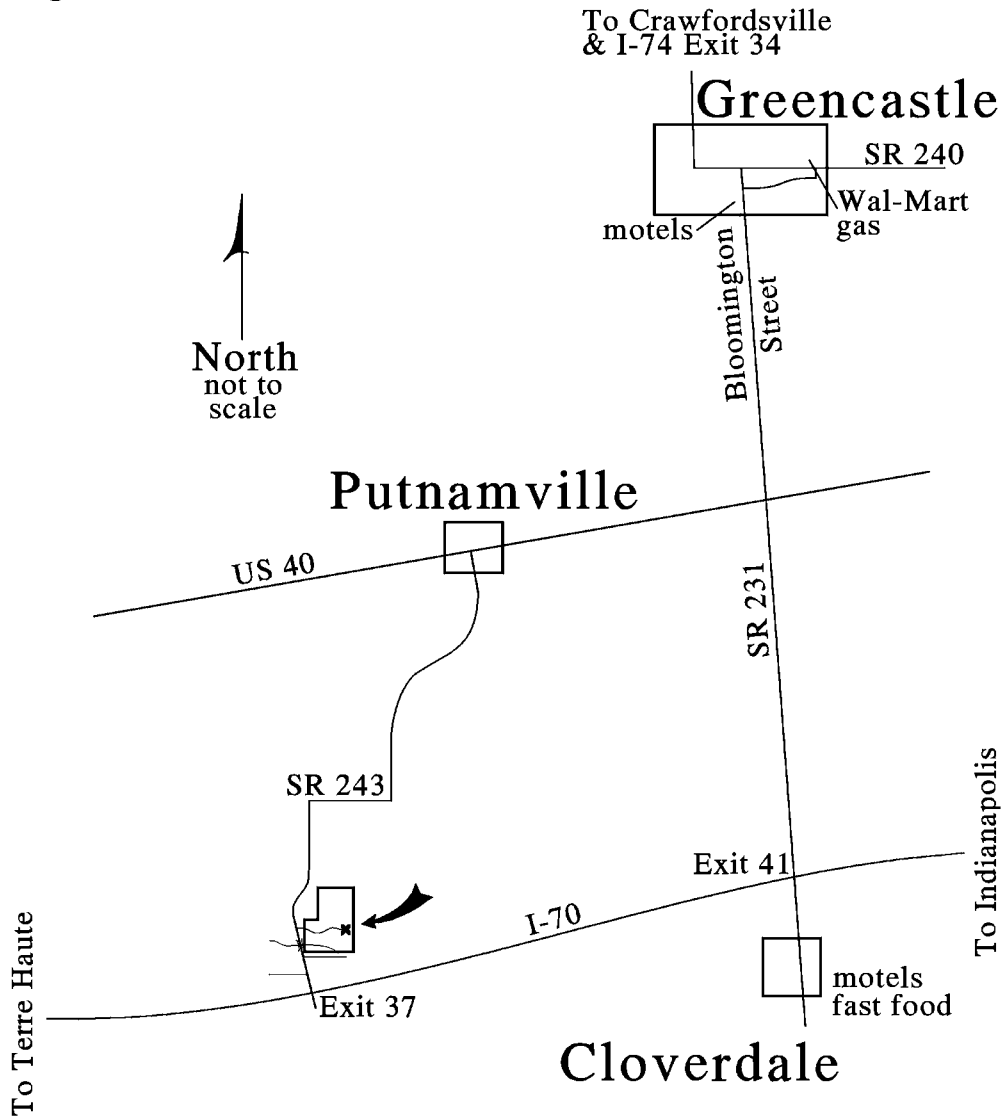 To Crawfordsville
& I-74 Exit 34
Greencastle
SR 240
Wal-Mart
gas
motels
Bloomington
Street
North
not to
scale
Putnamville
US 40
SR 231
SR 243
To Indianapolis
Exit 41
I-70
To Terre Haute
Exit 37
motels
fast food
Cloverdale